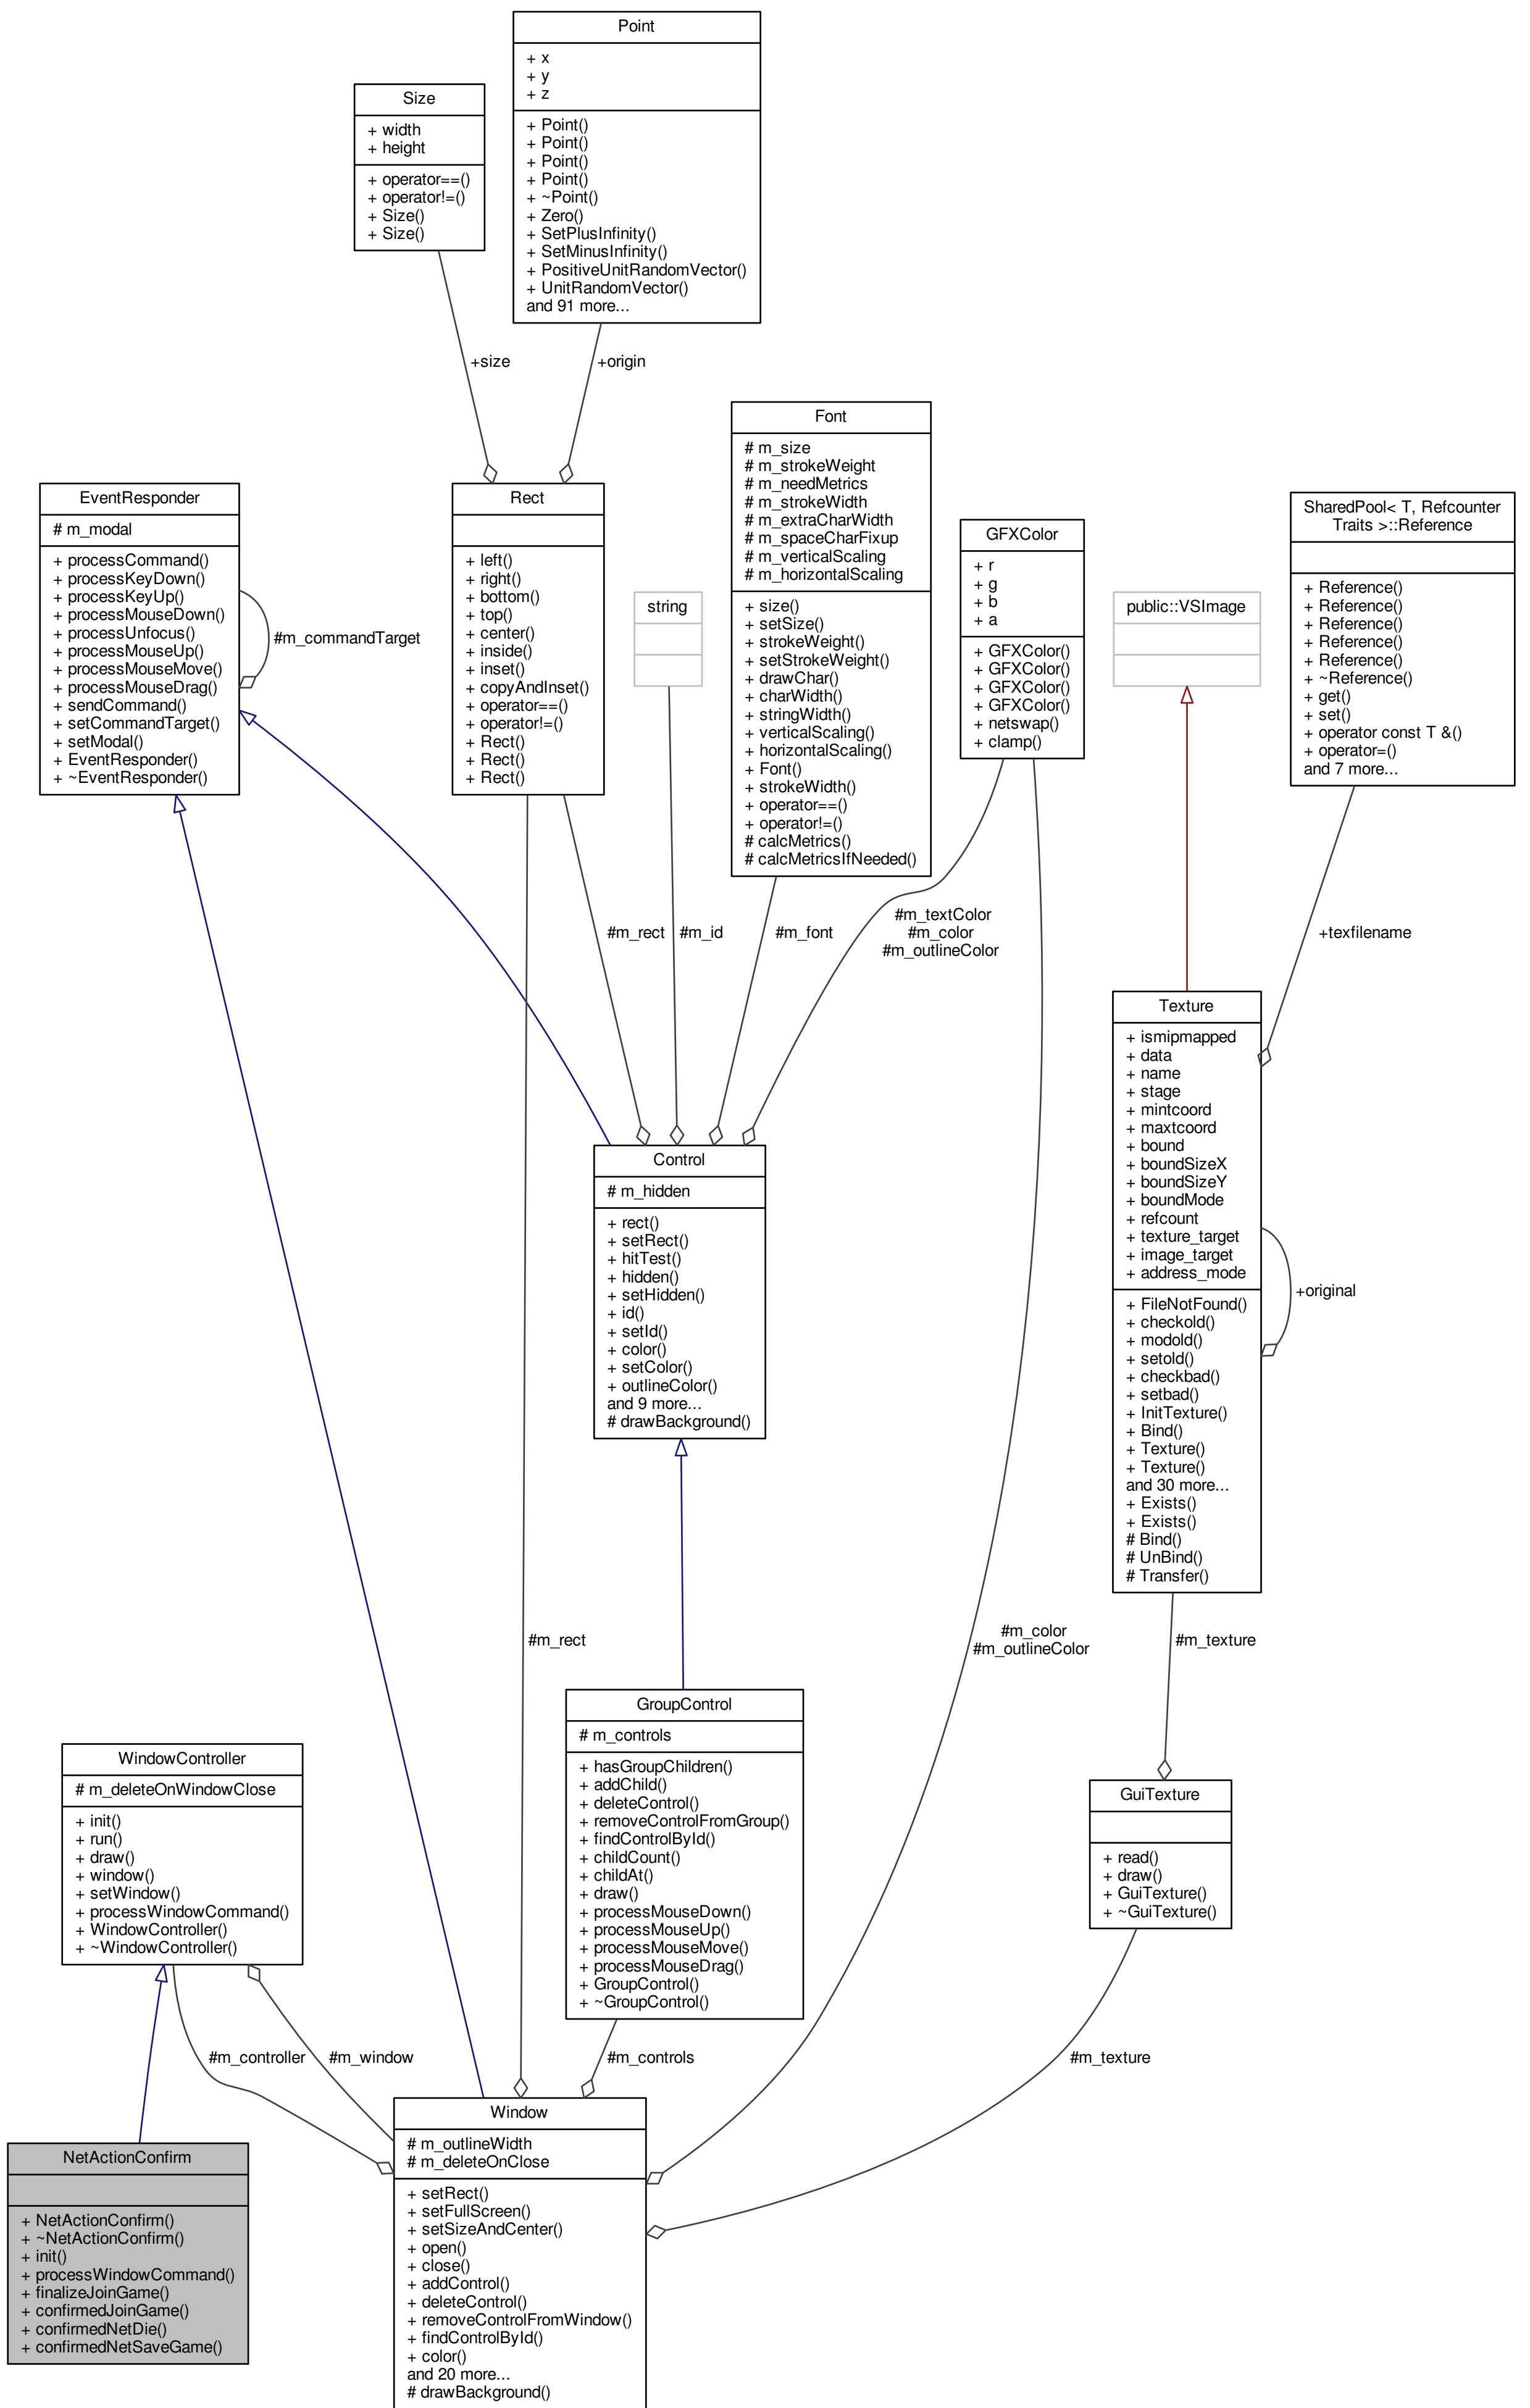 Point
+ x
+ y
+ z
+ Point()
+ Point()
+ Point()
+ Point()
+ ~Point()
+ Zero()
+ SetPlusInfinity()
+ SetMinusInfinity()
+ PositiveUnitRandomVector()
+ UnitRandomVector()
and 91 more...
Size
+ width
+ height
+ operator==()
+ operator!=()
+ Size()
+ Size()
+size
+origin
EventResponder
# m_modal
+ processCommand()
+ processKeyDown()
+ processKeyUp()
+ processMouseDown()
+ processUnfocus()
+ processMouseUp()
+ processMouseMove()
+ processMouseDrag()
+ sendCommand()
+ setCommandTarget()
+ setModal()
+ EventResponder()
+ ~EventResponder()
#m_commandTarget
Rect
+ left()
+ right()
+ bottom()
+ top()
+ center()
+ inside()
+ inset()
+ copyAndInset()
+ operator==()
+ operator!=()
+ Rect()
+ Rect()
+ Rect()
string
Font
# m_size
# m_strokeWeight
# m_needMetrics
# m_strokeWidth
# m_extraCharWidth
# m_spaceCharFixup
# m_verticalScaling
# m_horizontalScaling
+ size()
+ setSize()
+ strokeWeight()
+ setStrokeWeight()
+ drawChar()
+ charWidth()
+ stringWidth()
+ verticalScaling()
+ horizontalScaling()
+ Font()
+ strokeWidth()
+ operator==()
+ operator!=()
# calcMetrics()
# calcMetricsIfNeeded()
GFXColor
+ r
+ g
+ b
+ a
+ GFXColor()
+ GFXColor()
+ GFXColor()
+ GFXColor()
+ netswap()
+ clamp()
public::VSImage
SharedPool< T, Refcounter
Traits >::Reference
+ Reference()
+ Reference()
+ Reference()
+ Reference()
+ Reference()
+ ~Reference()
+ get()
+ set()
+ operator const T &()
+ operator=()
and 7 more...
#m_rect
#m_id
#m_font
#m_textColor
#m_color
#m_outlineColor
+texfilename
Control
# m_hidden
+ rect()
+ setRect()
+ hitTest()
+ hidden()
+ setHidden()
+ id()
+ setId()
+ color()
+ setColor()
+ outlineColor()
and 9 more...
# drawBackground()
Texture
+ ismipmapped
+ data
+ name
+ stage
+ mintcoord
+ maxtcoord
+ bound
+ boundSizeX
+ boundSizeY
+ boundMode
+ refcount
+ texture_target
+ image_target
+ address_mode
+ FileNotFound()
+ checkold()
+ modold()
+ setold()
+ checkbad()
+ setbad()
+ InitTexture()
+ Bind()
+ Texture()
+ Texture()
and 30 more...
+ Exists()
+ Exists()
# Bind()
# UnBind()
# Transfer()
+original
#m_rect
#m_color
#m_outlineColor
#m_texture
WindowController
# m_deleteOnWindowClose
+ init()
+ run()
+ draw()
+ window()
+ setWindow()
+ processWindowCommand()
+ WindowController()
+ ~WindowController()
GroupControl
# m_controls
+ hasGroupChildren()
+ addChild()
+ deleteControl()
+ removeControlFromGroup()
+ findControlById()
+ childCount()
+ childAt()
+ draw()
+ processMouseDown()
+ processMouseUp()
+ processMouseMove()
+ processMouseDrag()
+ GroupControl()
+ ~GroupControl()
GuiTexture
+ read()
+ draw()
+ GuiTexture()
+ ~GuiTexture()
#m_controller
#m_window
#m_controls
#m_texture
NetActionConfirm
+ NetActionConfirm()
+ ~NetActionConfirm()
+ init()
+ processWindowCommand()
+ finalizeJoinGame()
+ confirmedJoinGame()
+ confirmedNetDie()
+ confirmedNetSaveGame()
Window
# m_outlineWidth
# m_deleteOnClose
+ setRect()
+ setFullScreen()
+ setSizeAndCenter()
+ open()
+ close()
+ addControl()
+ deleteControl()
+ removeControlFromWindow()
+ findControlById()
+ color()
and 20 more...
# drawBackground()